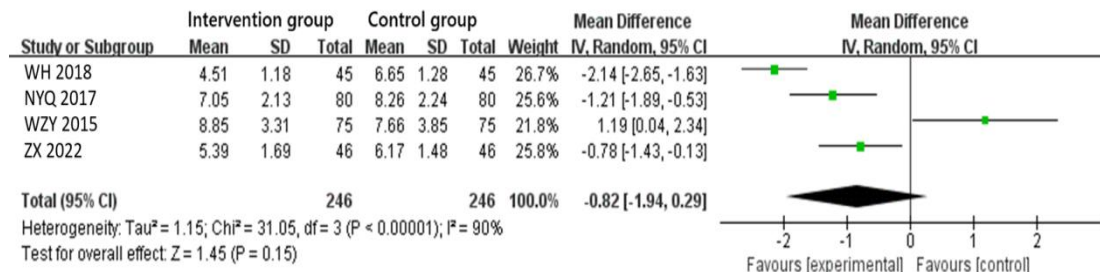 Intervention group Control group Mean Difference Mean Difference
Study or Subgroup Mean SD Total Mean SD Total Weight IV, Random, 95% CI IV, Random, 95% CI
WH 2018 4.51 1.18 45 6.65 1.28 45 26.7% -2.14 [-2.65, -1.63]
NYQ 2017 7.05 2.13 80 8.26 2.24 80 25.6% -1.21 [-1.89, -0.53]
WZY 2015 8.85 3.31 75 7.66 3.85 75 21.8% 1.19 [0.04, 2.34]
ZX 2022 5.39 1.69 46 6.17 1.48 46 25.8% -0.78 [-1.43, -0.13]
Total (95% CI) 246 246 100.0% -0.82 [-1.94, 0.29]
Heterogeneity: Tau² = 1.15; Chi² = 31.05, df = 3 (P < 0.00001); I² = 90%
Test for overall effect: Z = 1.45 (P = 0.15)
-2 -1 0 1 2
Favours [experimental] Favours [control]